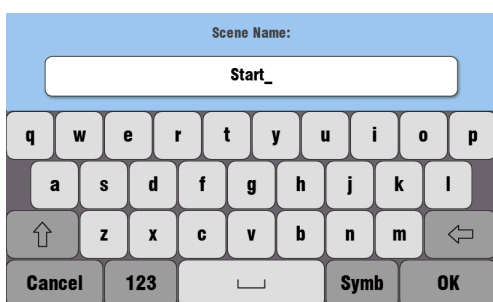 Scene Name:
Start_
q w e r t y u i o p
a s d f g h j k l
z x c v b n m
Cancel 123 Symb OK